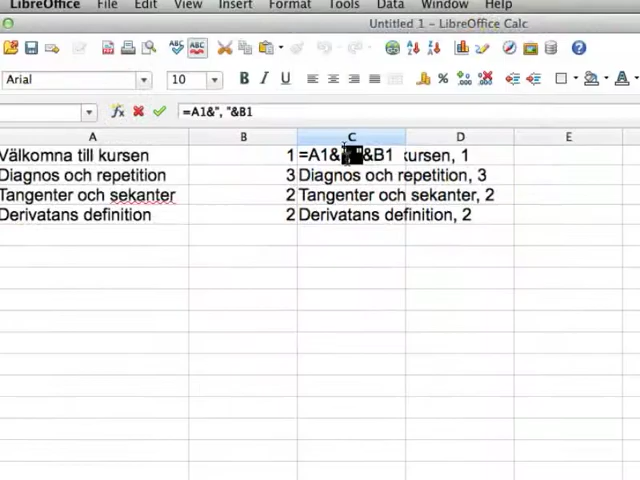 LibreOffice File Edit View Insert Format Tools Data Window Help
Untitled 1 – LibreOffice Calc
Arial 10 B I U
=A1&", "&B1
A B C D E
Välkomna till kursen 1 =A1& &B1 kursen, 1
Diagnos och repetition 3 Diagnos och repetition, 3
Tangenter och sekanter 2 Tangenter och sekanter, 2
Derivatans definition 2 Derivatans definition, 2